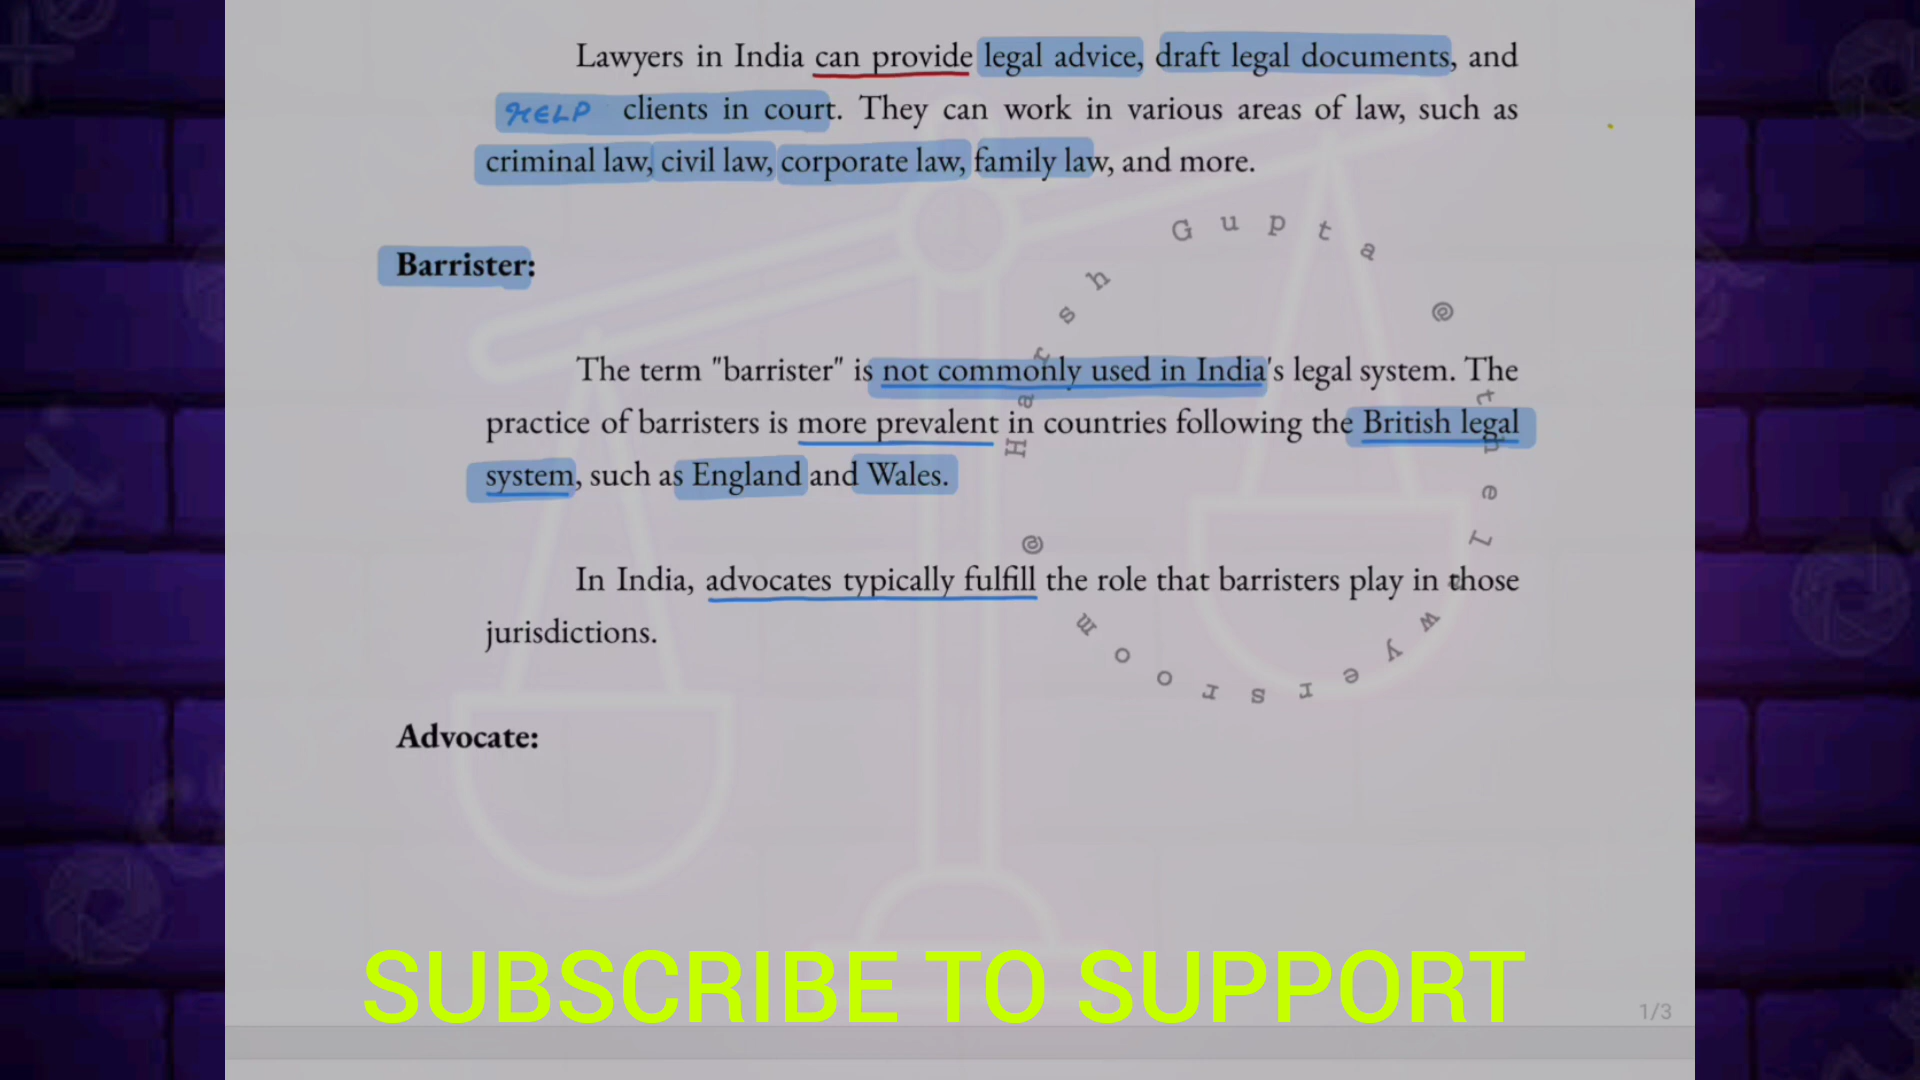 Lawyers in India can provide legal advice, draft legal documents, and
HELP clients in court. They can work in various areas of law, such as
criminal law, civil law, corporate law, family law, and more.
Barrister:
The term "barrister" is not commonly used in India's legal system. The
practice of barristers is more prevalent in countries following the British legal
system, such as England and Wales.
In India, advocates typically fulfill the role that barristers play in those
jurisdictions.
Advocate:
Harsh Gupta @ thelawyersroom @
SUBSCRIBE TO SUPPORT
1/3